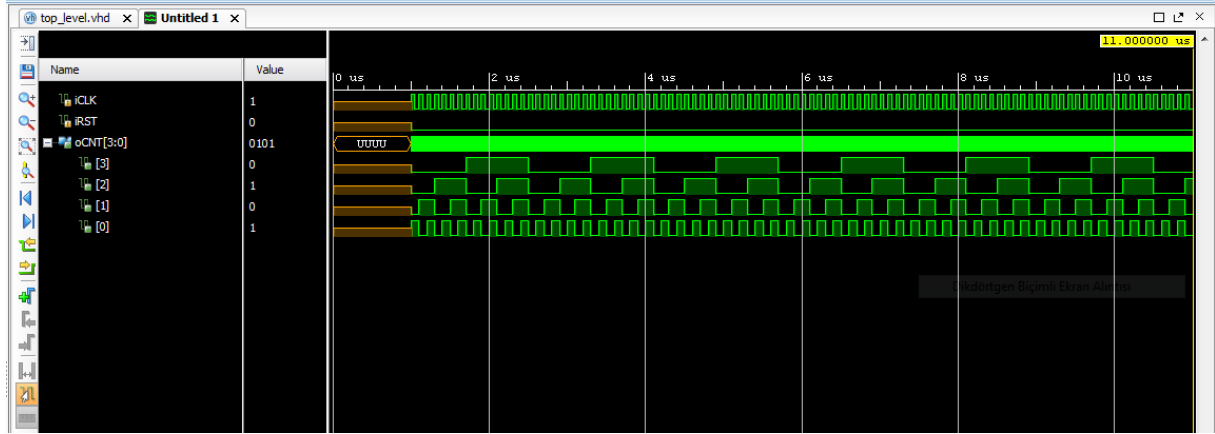 top_level.vhd X Untitled 1 X
11.000000 us
Name Value
0 us 2 us 4 us 6 us 8 us 10 us
iCLK 1
iRST 0
oCNT[3:0] 0101 UUUU
[3] 0
[2] 1
[1] 0
[0] 1
Dikdörtgen Biçimli Ekran Alıntısı